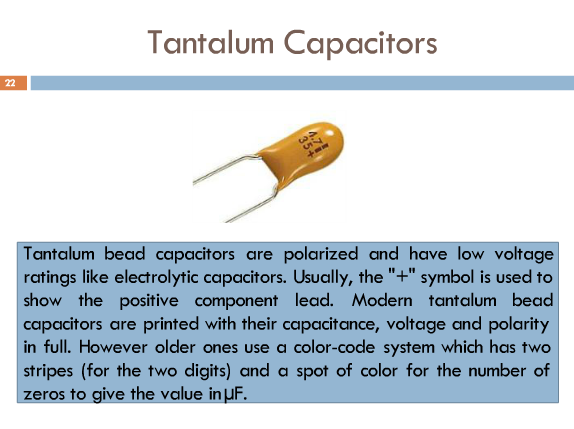 Tantalum Capacitors
22
4.7
35+
Tantalum bead capacitors are polarized and have low voltage
ratings like electrolytic capacitors. Usually, the "+" symbol is used to
show the positive component lead. Modern tantalum bead
capacitors are printed with their capacitance, voltage and polarity
in full. However older ones use a color-code system which has two
stripes (for the two digits) and a spot of color for the number of
zeros to give the value in µF.